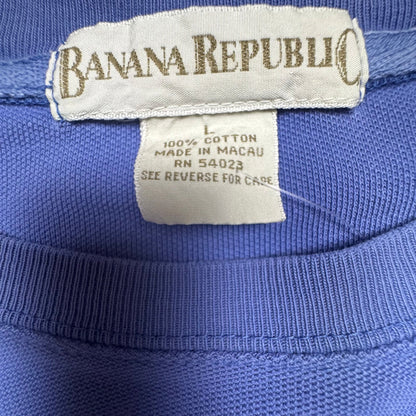 BANANA REPUBLIC
L
100% COTTON
MADE IN MACAU
RN 54023
SEE REVERSE FOR CARE